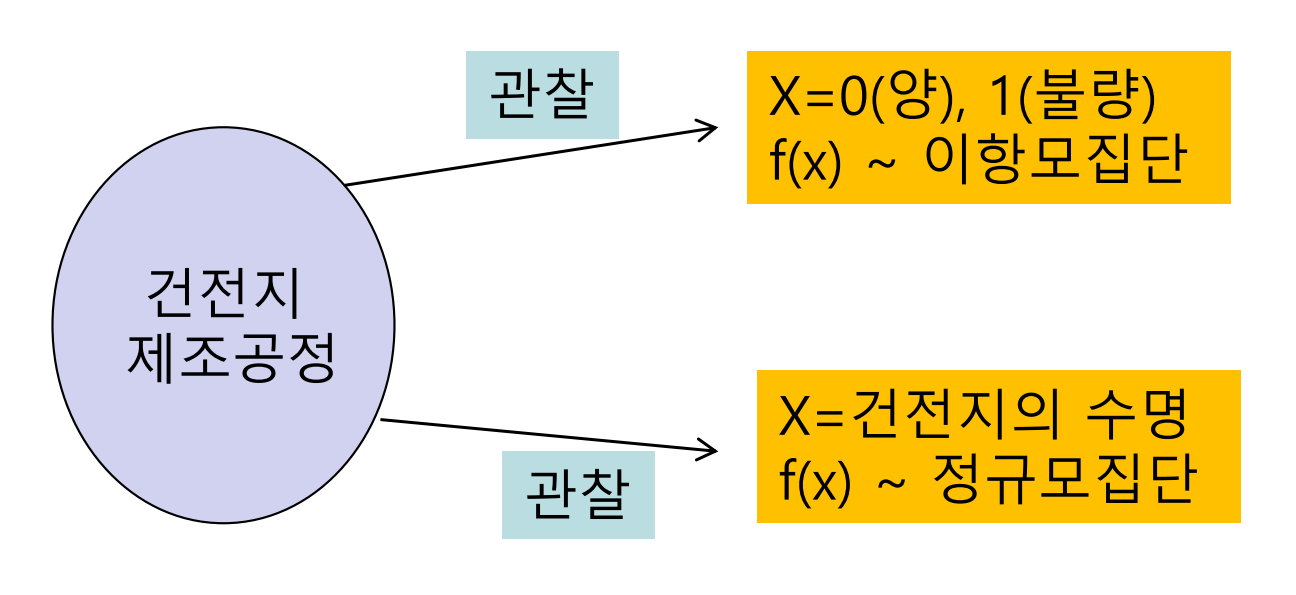 관찰
X=0(양), 1(불량)
f(x) ~ 이항모집단
건전지
제조공정
X=건전지의 수명
f(x) ~ 정규모집단
관찰